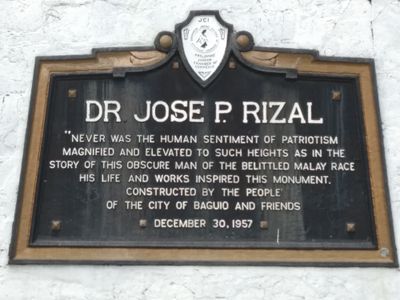 JCI
DR. JOSE P. RIZAL
"NEVER WAS THE HUMAN SENTIMENT OF PATRIOTISM
MAGNIFIED AND ELEVATED TO SUCH HEIGHTS AS IN THE
STORY OF THIS OBSCURE MAN OF THE BELITTLED MALAY RACE
HIS LIFE AND WORKS INSPIRED THIS MONUMENT.
CONSTRUCTED BY THE PEOPLE
OF THE CITY OF BAGUIO AND FRIENDS
DECEMBER 30, 1957